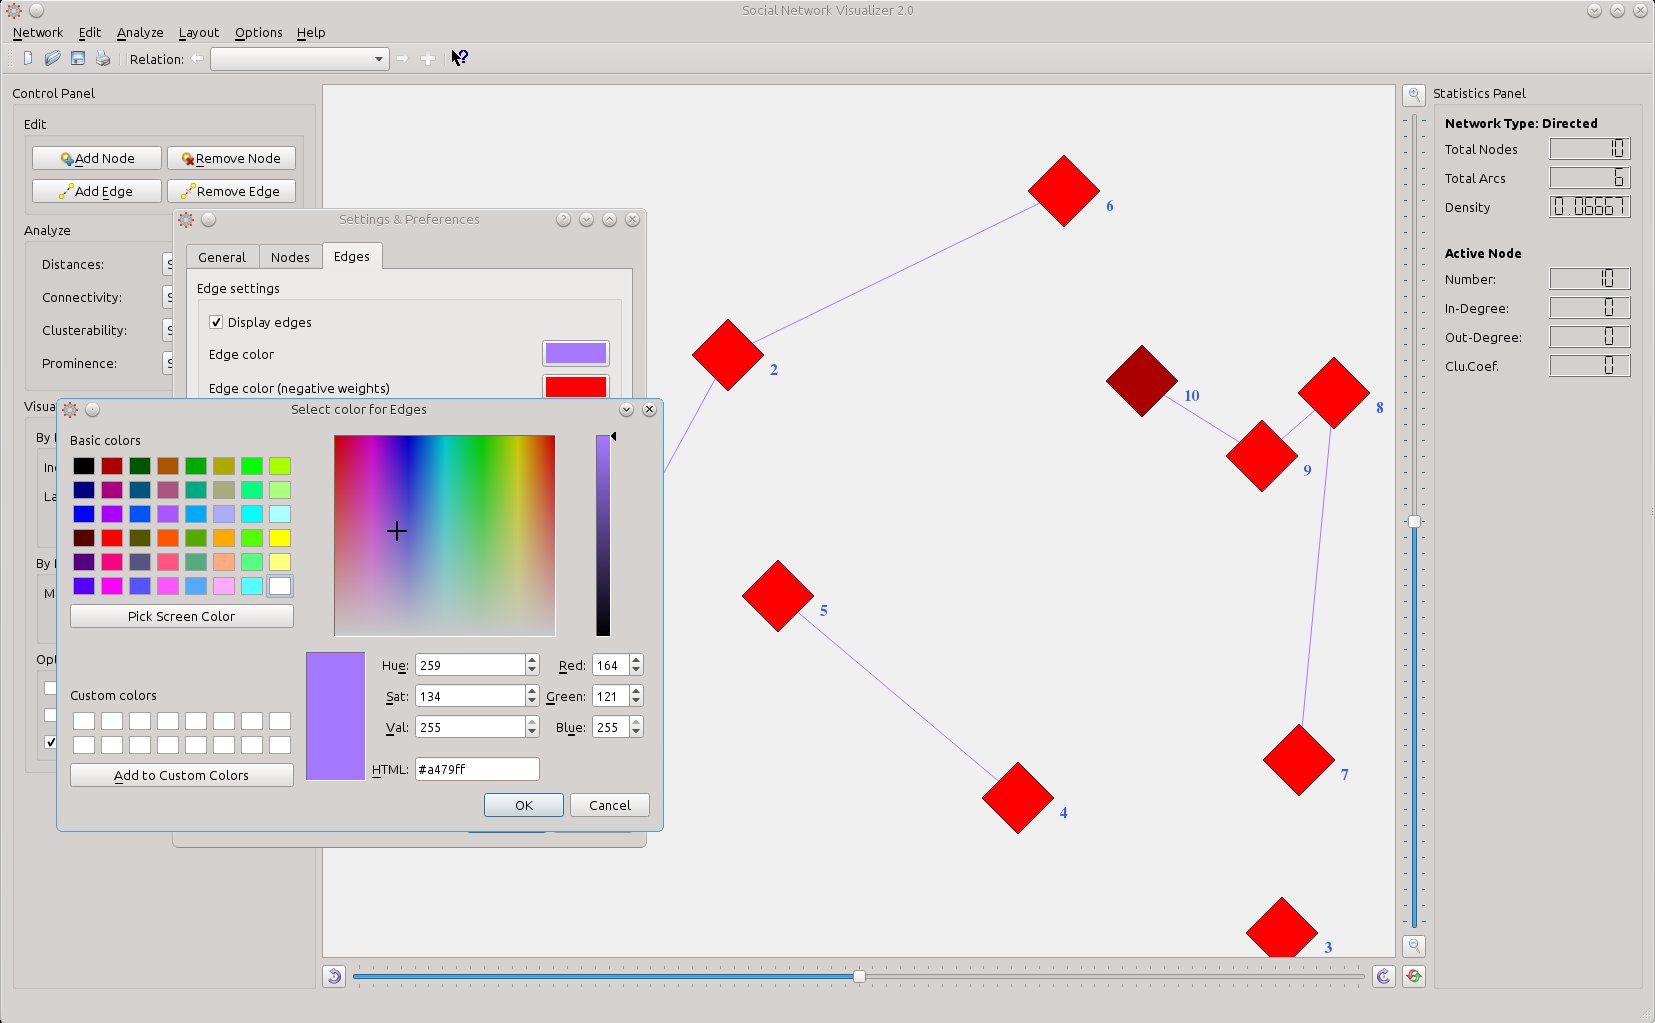 Social Network Visualizer 2.0
Network Edit Analyze Layout Options Help
Relation:
Control Panel
Edit
Add Node Remove Node
Add Edge Remove Edge
Analyze
Distances: S
Connectivity: S
Clusterability: S
Prominence: S
Visua
By
In
La
By
M
Opt
Settings & Preferences
General Nodes Edges
Edge settings
Display edges
Edge color
Edge color (negative weights)
Select color for Edges
Basic colors
Pick Screen Color
Custom colors
Add to Custom Colors
Hue: 259 Red: 164
Sat: 134 Green: 121
Val: 255 Blue: 255
HTML: #a479ff
OK Cancel
6
2
10
8
9
5
7
4
3
Statistics Panel
Network Type: Directed
Total Nodes 10
Total Arcs 6
Density 0.06667
Active Node
Number: 10
In-Degree: 0
Out-Degree: 0
Clu.Coef. 0